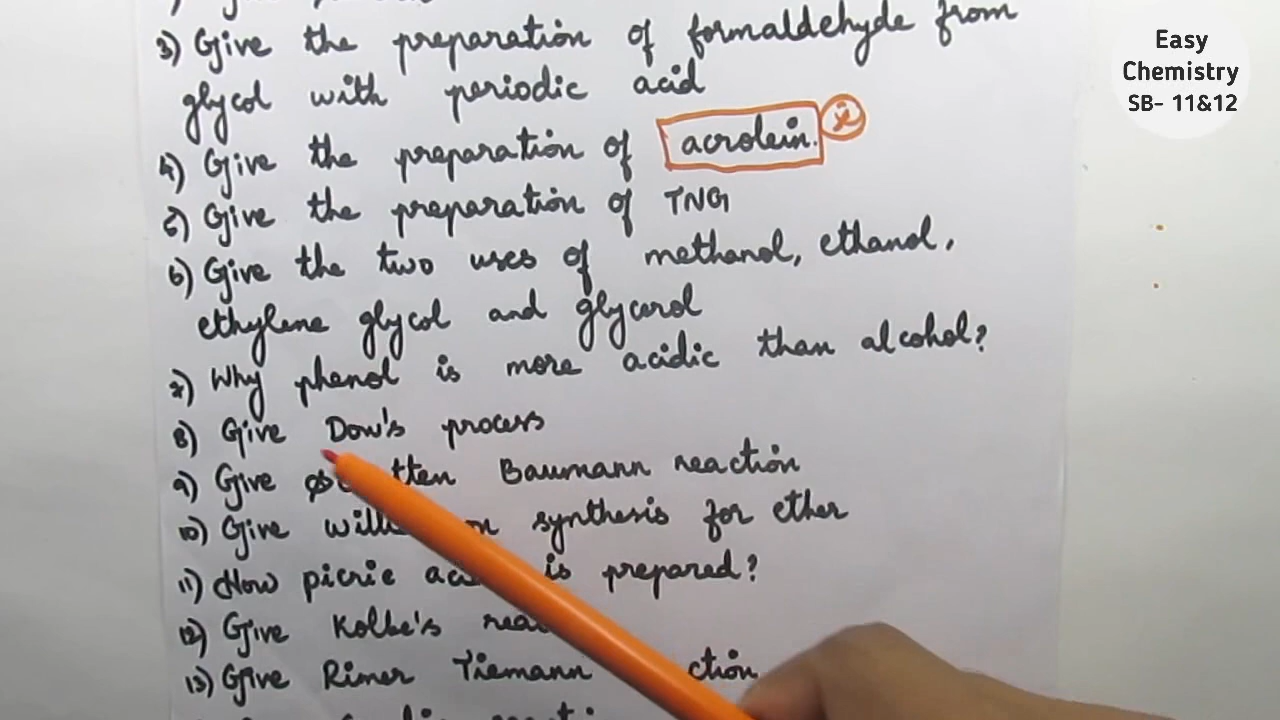 3) Give the preparation of formaldehyde from
glycol with periodic acid
4) Give the preparation of acrolein.
5) Give the preparation of TNG
6) Give the two uses of methanol, ethanol,
ethylene glycol and glycerol
7) Why phenol is more acidic than alcohol?
8) Give Dow's process
9) Give Baumann reaction
10) Give synthesis for ether
11) How picric is prepared?
12) Give Kolbe's
13) Give Rimer Tiemann
Easy
Chemistry
SB- 11&12